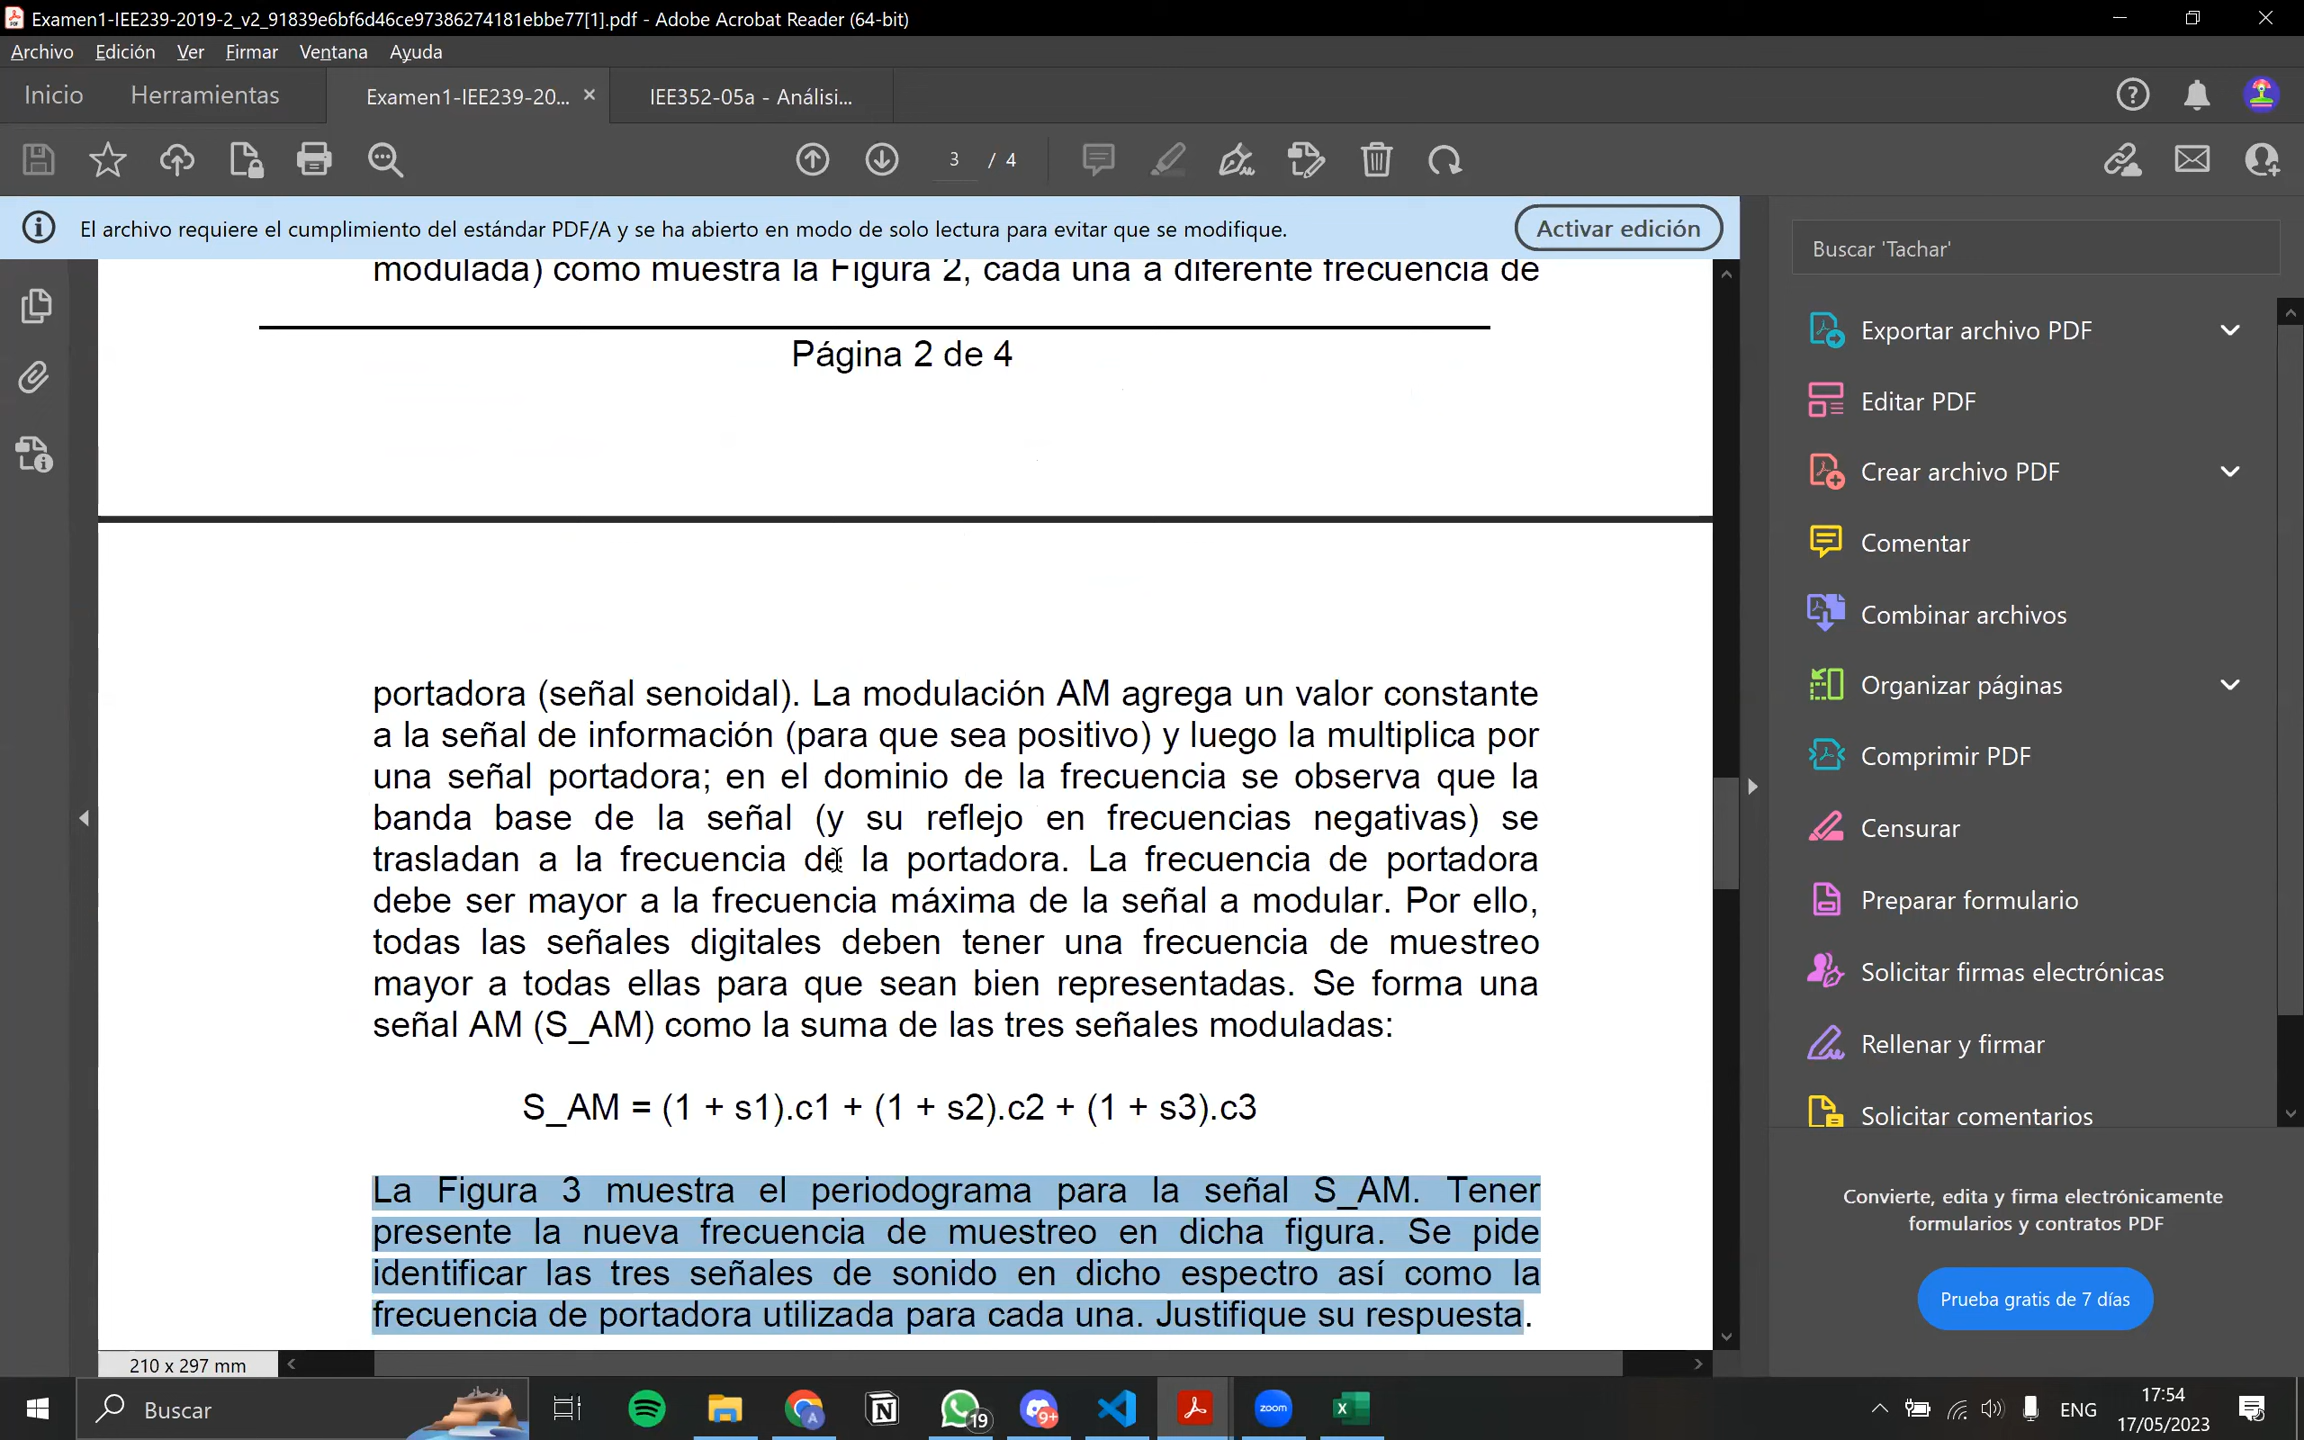 Examen1-IEE239-2019-2_v2_91839e6bf6d46ce97386274181ebbe77[1].pdf - Adobe Acrobat Reader (64-bit)
Archivo Edición Ver Firmar Ventana Ayuda
Inicio Herramientas Examen1-IEE239-20... IEE352-05a - Análisi...
3 / 4
El archivo requiere el cumplimiento del estándar PDF/A y se ha abierto en modo de solo lectura para evitar que se modifique. Activar edición
modulada) como muestra la Figura 2, cada una a diferente frecuencia de
Página 2 de 4
portadora (señal senoidal). La modulación AM agrega un valor constante
a la señal de información (para que sea positivo) y luego la multiplica por
una señal portadora; en el dominio de la frecuencia se observa que la
banda base de la señal (y su reflejo en frecuencias negativas) se
trasladan a la frecuencia de la portadora. La frecuencia de portadora
debe ser mayor a la frecuencia máxima de la señal a modular. Por ello,
todas las señales digitales deben tener una frecuencia de muestreo
mayor a todas ellas para que sean bien representadas. Se forma una
señal AM (S_AM) como la suma de las tres señales moduladas:
S_AM = (1 + s1).c1 + (1 + s2).c2 + (1 + s3).c3
La Figura 3 muestra el periodograma para la señal S_AM. Tener
presente la nueva frecuencia de muestreo en dicha figura. Se pide
identificar las tres señales de sonido en dicho espectro así como la
frecuencia de portadora utilizada para cada una. Justifique su respuesta.
210 x 297 mm
Buscar 'Tachar'
Exportar archivo PDF
Editar PDF
Crear archivo PDF
Comentar
Combinar archivos
Organizar páginas
Comprimir PDF
Censurar
Preparar formulario
Solicitar firmas electrónicas
Rellenar y firmar
Solicitar comentarios
Convierte, edita y firma electrónicamente
formularios y contratos PDF
Prueba gratis de 7 días
Buscar
19
9+
zoom
ENG
17:54
17/05/2023